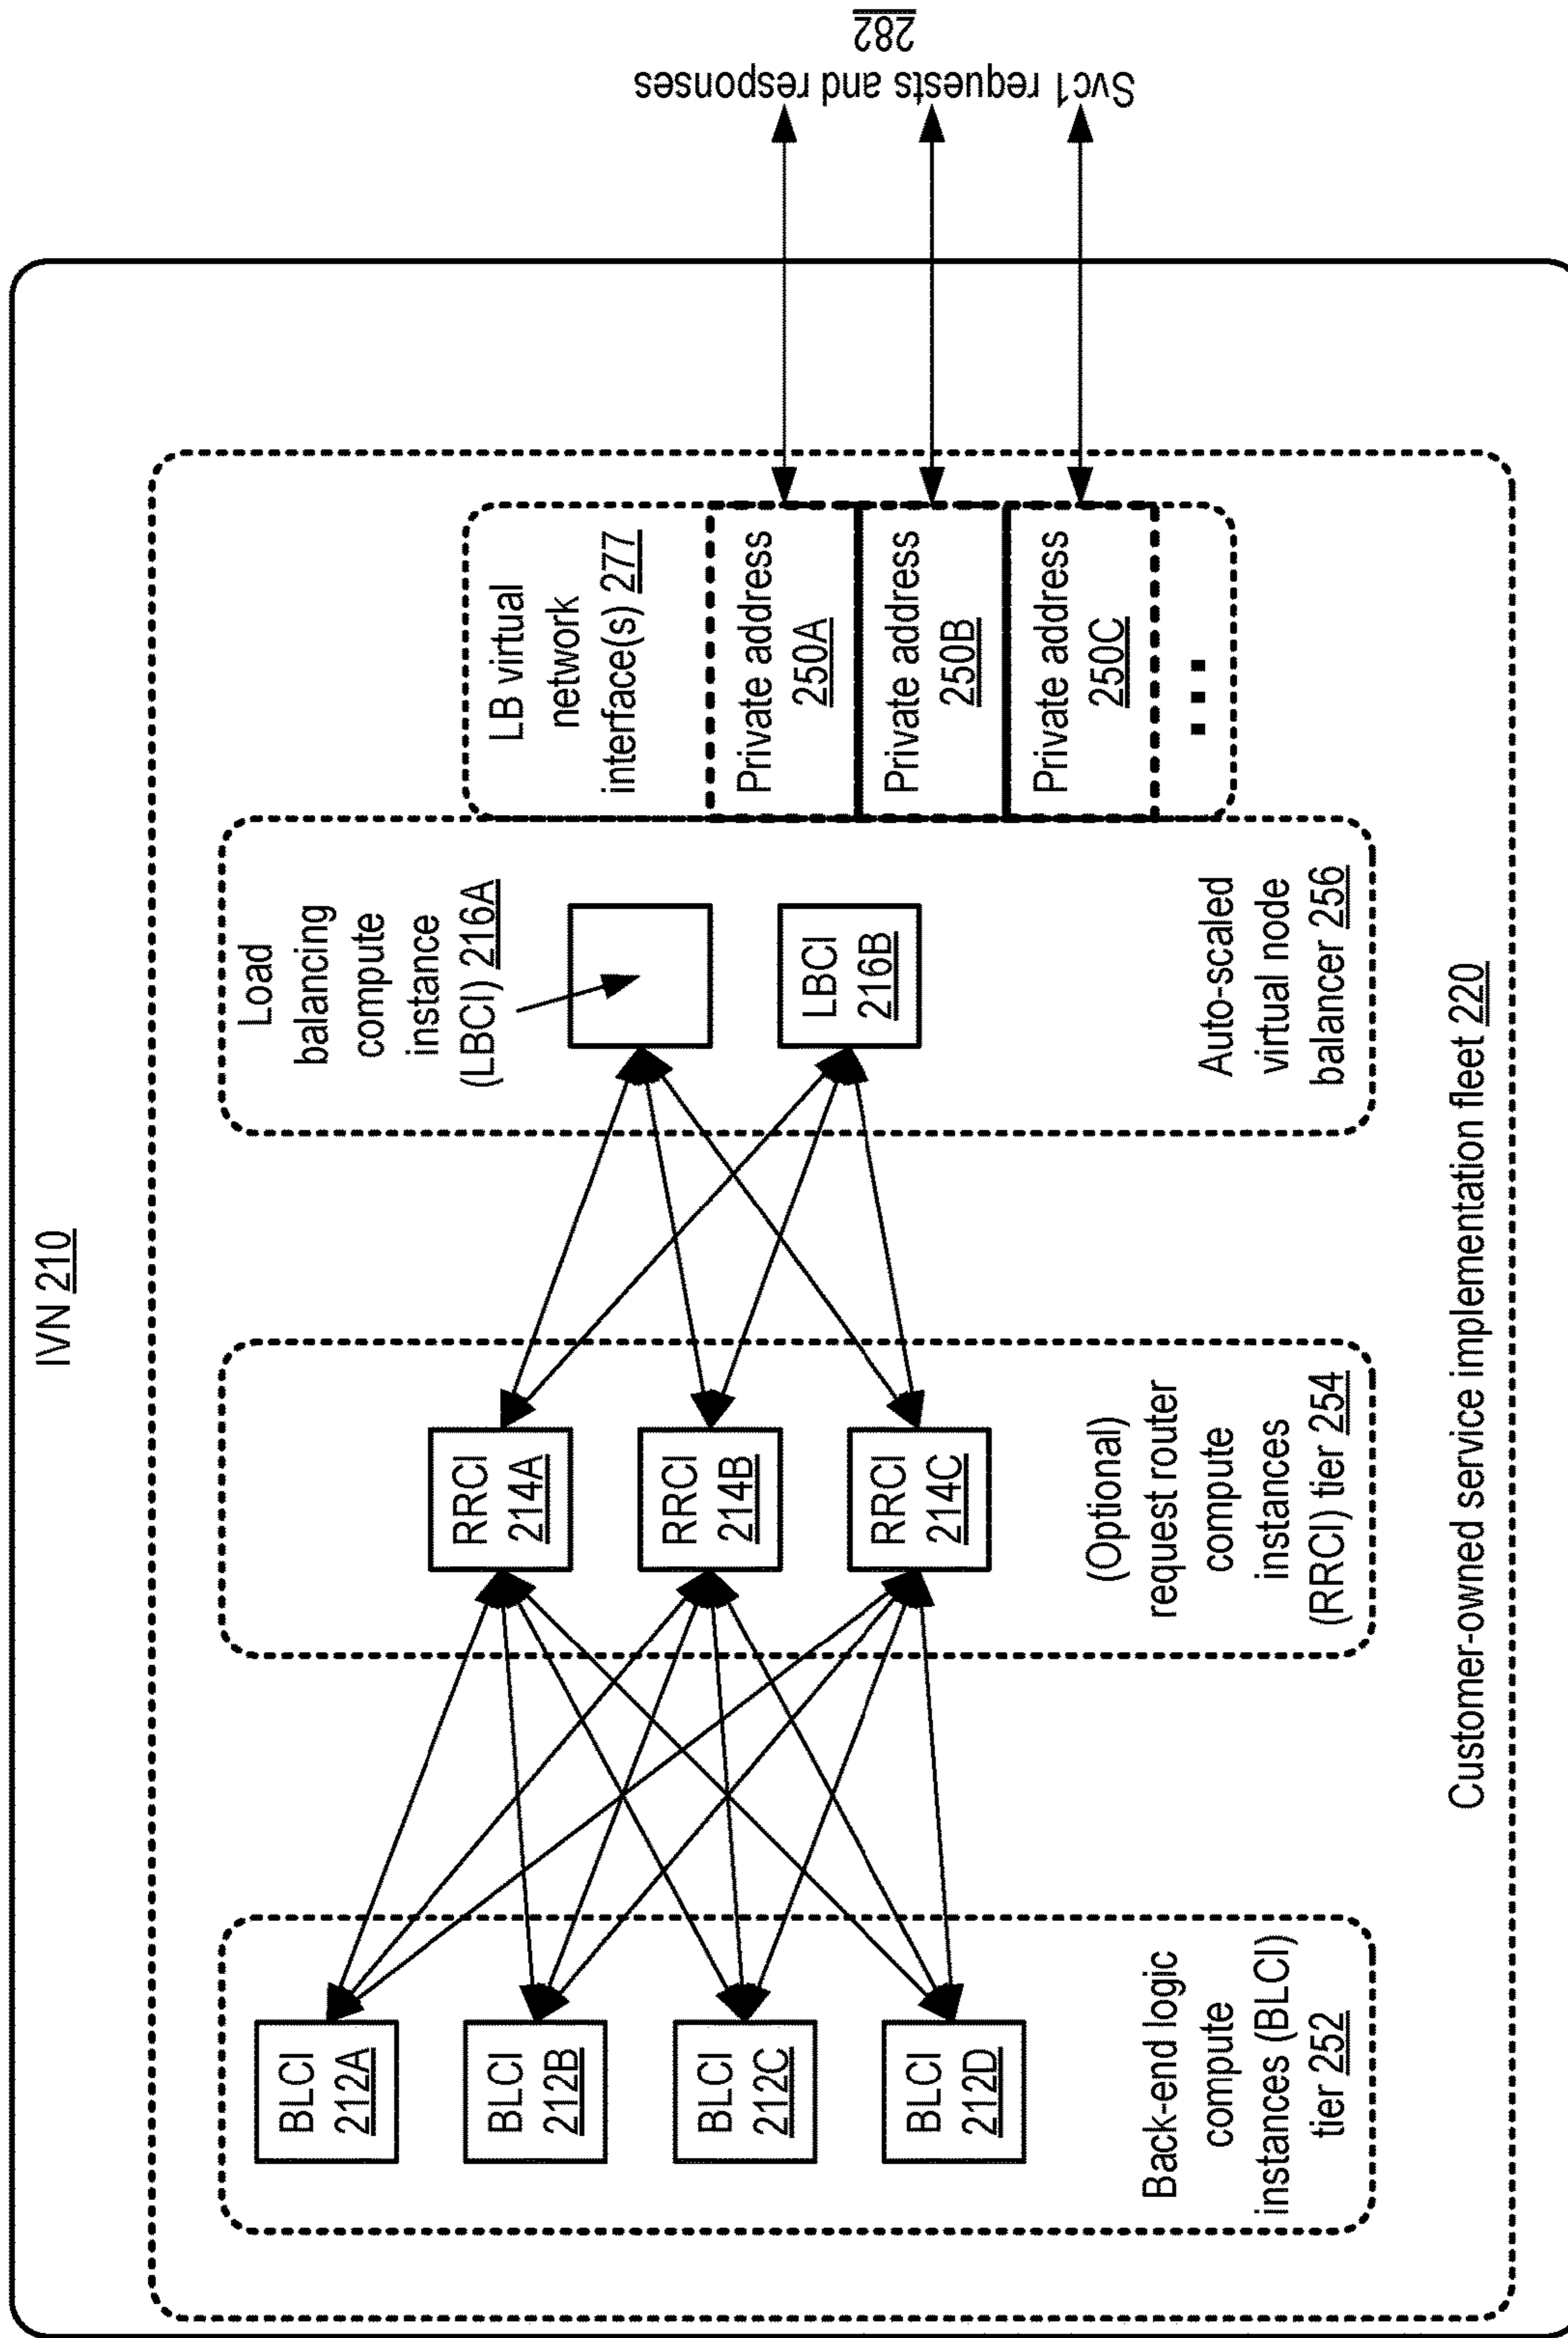 IVN 210
BLCI
212A
BLCI
212B
BLCI
212C
BLCI
212D
Back-end logic
compute
instances (BLCI)
tier 252
RRCI
214A
RRCI
214B
RRCI
214C
(Optional)
request router
compute
instances
(RRCI) tier 254
Load
balancing
compute
instance
(LBCI) 216A
LBCI
216B
Auto-scaled
virtual node
balancer 256
LB virtual
network
interface(s) 277
Private address
250A
Private address
250B
Private address
250C
...
Customer-owned service implementation fleet 220
Svc1 requests and responses
282